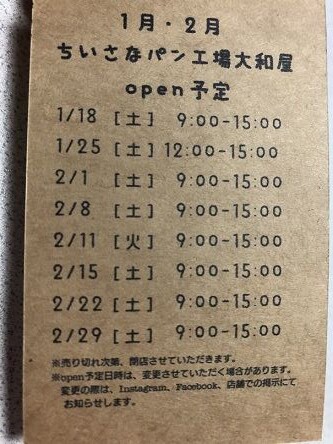 1月・2月
ちいさなパン工場大和屋
open予定
1/18 [土] 9:00-15:00
1/25 [土] 12:00-15:00
2/1 [土] 9:00-15:00
2/8 [土] 9:00-15:00
2/11 [火] 9:00-15:00
2/15 [土] 9:00-15:00
2/22 [土] 9:00-15:00
2/29 [土] 9:00-15:00
※売り切れ次第、閉店させていただきます。
※open予定日時は、変更させていただく場合があります。
変更の際は、Instagram、Facebook、店舗での掲示にて
お知らせします。